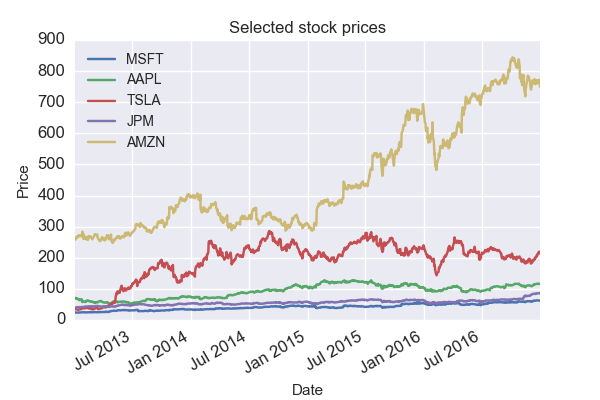 Selected stock prices
900
800
700
600
500
400
300
200
100
0
Price
MSFT
AAPL
TSLA
JPM
AMZN
Jul 2013
Jan 2014
Jul 2014
Jan 2015
Jul 2015
Jan 2016
Jul 2016
Date